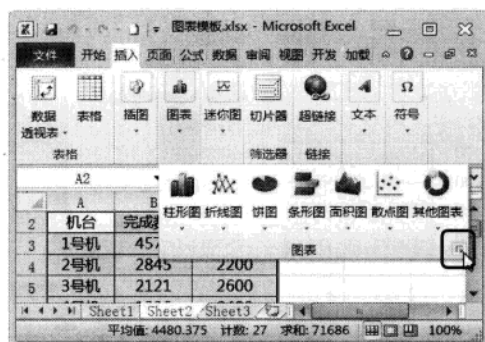 图表模板.xlsx - Microsoft Excel
文件 开始 插入 页面 公式 数据 审阅 视图 开发 加载
数据透视表 表格 插图 图表 迷你图 切片器 超链接 文本 符号
表格 筛选器 链接
A2
柱形图 折线图 饼图 条形图 面积图 散点图 其他图表
图表
A B
2 机台
3 1号机 457
4 2号机 2845 2200
5 3号机 2121 2600
Sheet1 Sheet2 Sheet3
平均值: 4480.375 计数: 27 求和: 71686 100%